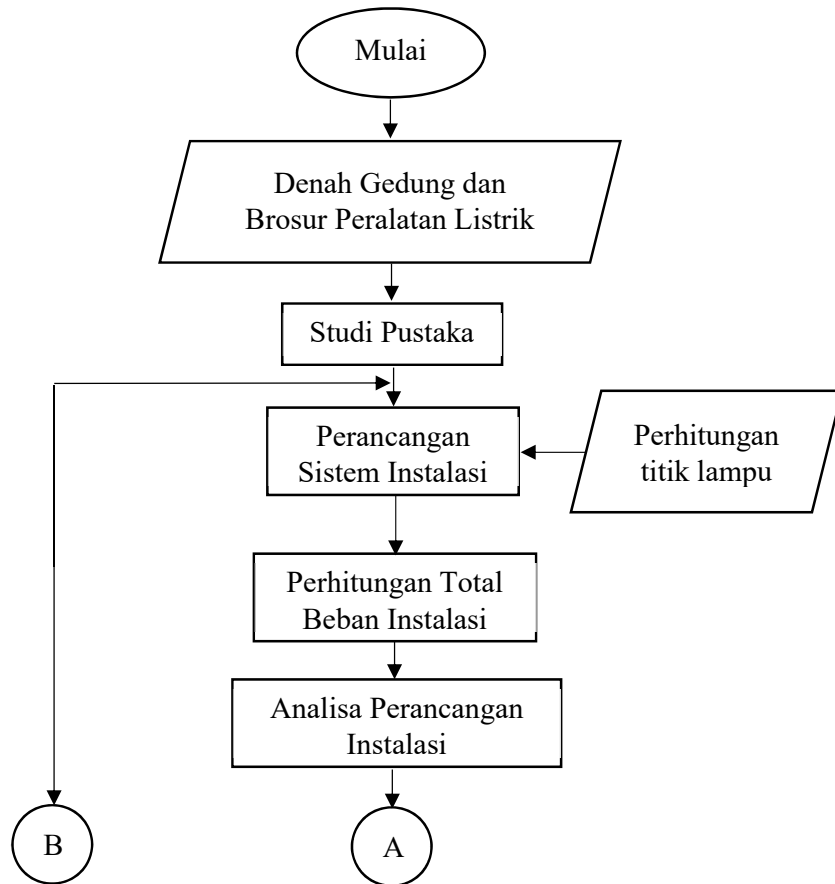 Mulai
Denah Gedung dan
Brosur Peralatan Listrik
Studi Pustaka
Perancangan
Sistem Instalasi
Perhitungan
titik lampu
Perhitungan Total
Beban Instalasi
Analisa Perancangan
Instalasi
B
A